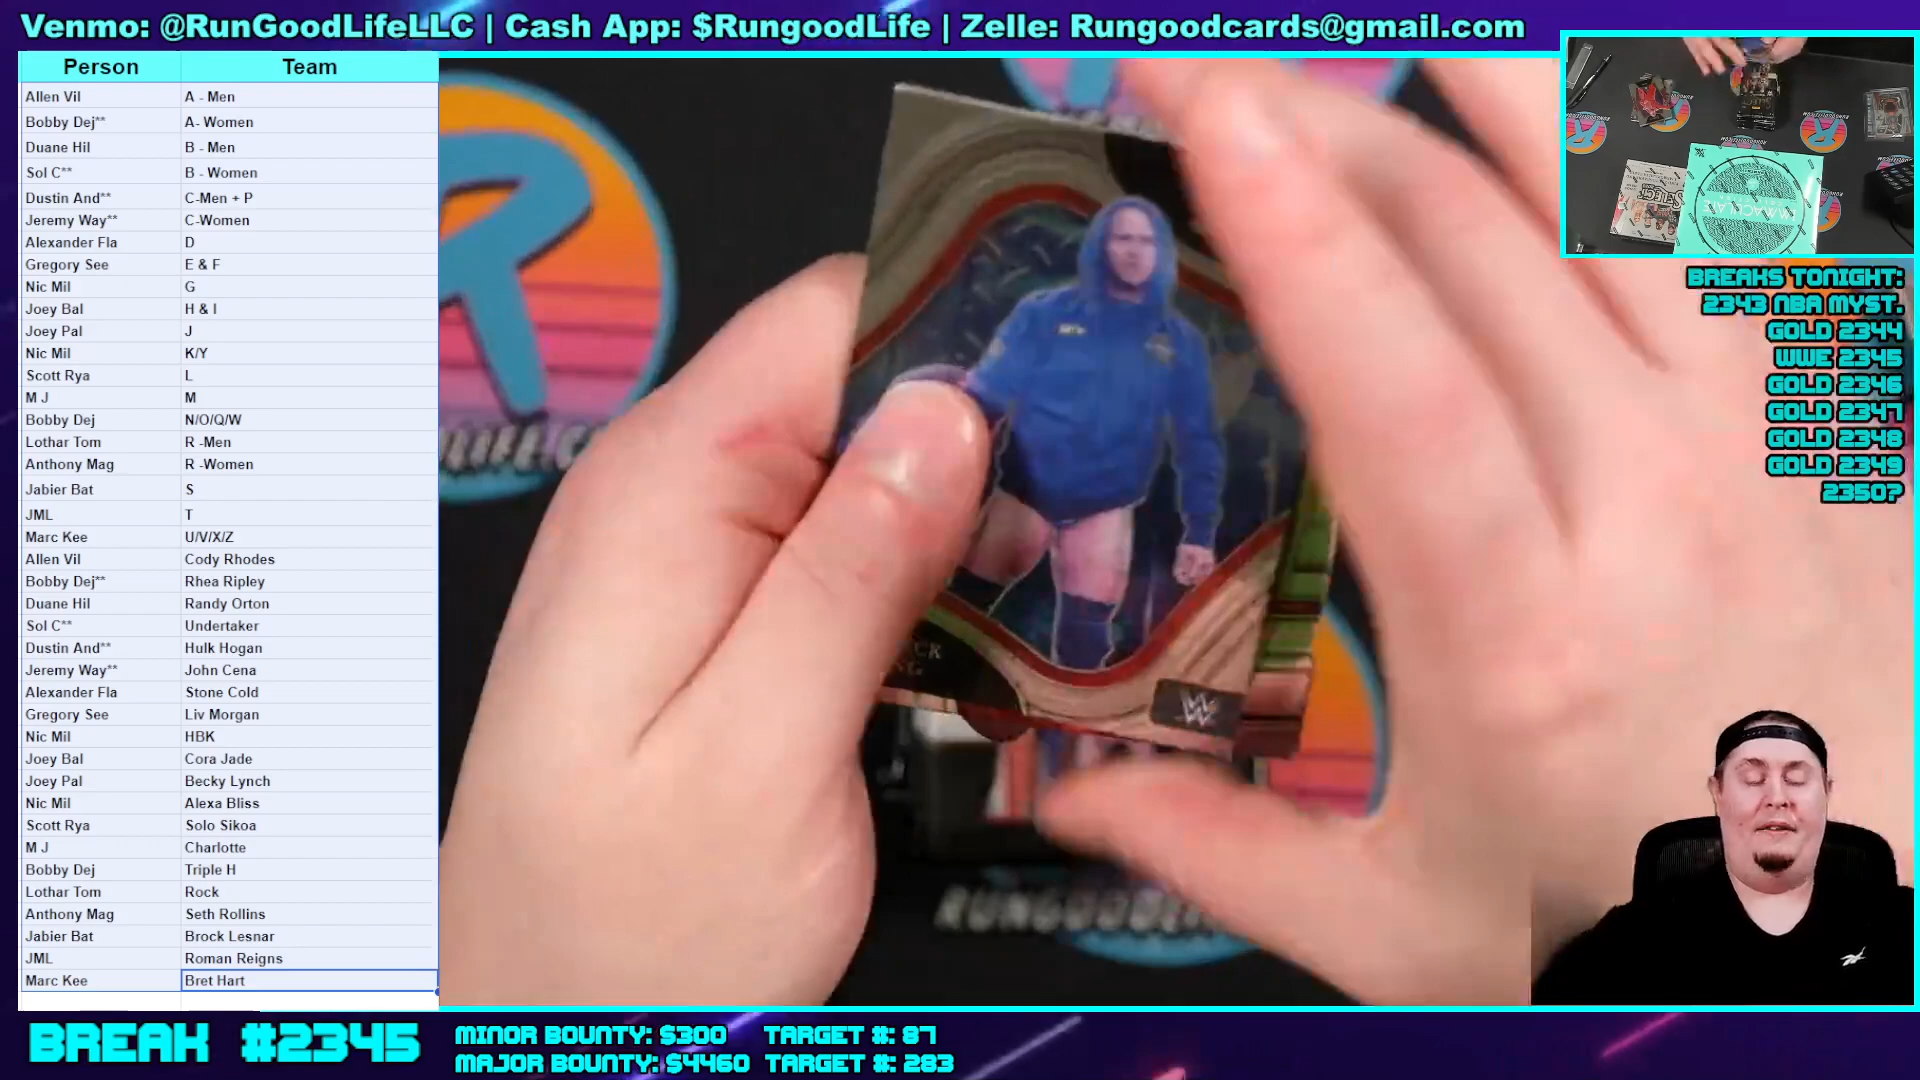 Venmo: @RunGoodLifeLLC | Cash App: $RungoodLife | Zelle: Rungoodcards@gmail.com
Person Team
Allen Vil A - Men
Bobby Dej** A- Women
Duane Hil B - Men
Sol C** B - Women
Dustin And** C-Men + P
Jeremy Way** C-Women
Alexander Fla D
Gregory See E & F
Nic Mil G
Joey Bal H & I
Joey Pal J
Nic Mil K/Y
Scott Rya L
M J M
Bobby Dej N/O/Q/W
Lothar Tom R -Men
Anthony Mag R -Women
Jabier Bat S
JML T
Marc Kee U/V/X/Z
Allen Vil Cody Rhodes
Bobby Dej** Rhea Ripley
Duane Hil Randy Orton
Sol C** Undertaker
Dustin And** Hulk Hogan
Jeremy Way** John Cena
Alexander Fla Stone Cold
Gregory See Liv Morgan
Nic Mil HBK
Joey Bal Cora Jade
Joey Pal Becky Lynch
Nic Mil Alexa Bliss
Scott Rya Solo Sikoa
M J Charlotte
Bobby Dej Triple H
Lothar Tom Rock
Anthony Mag Seth Rollins
Jabier Bat Brock Lesnar
JML Roman Reigns
Marc Kee Bret Hart
BREAKS TONIGHT:
2343 NBA MYST.
GOLD 2344
WWE 2345
GOLD 2346
GOLD 2347
GOLD 2348
GOLD 2349
2350?
BREAK #2345
MINOR BOUNTY: $300 TARGET #: 87
MAJOR BOUNTY: $4460 TARGET #: 283